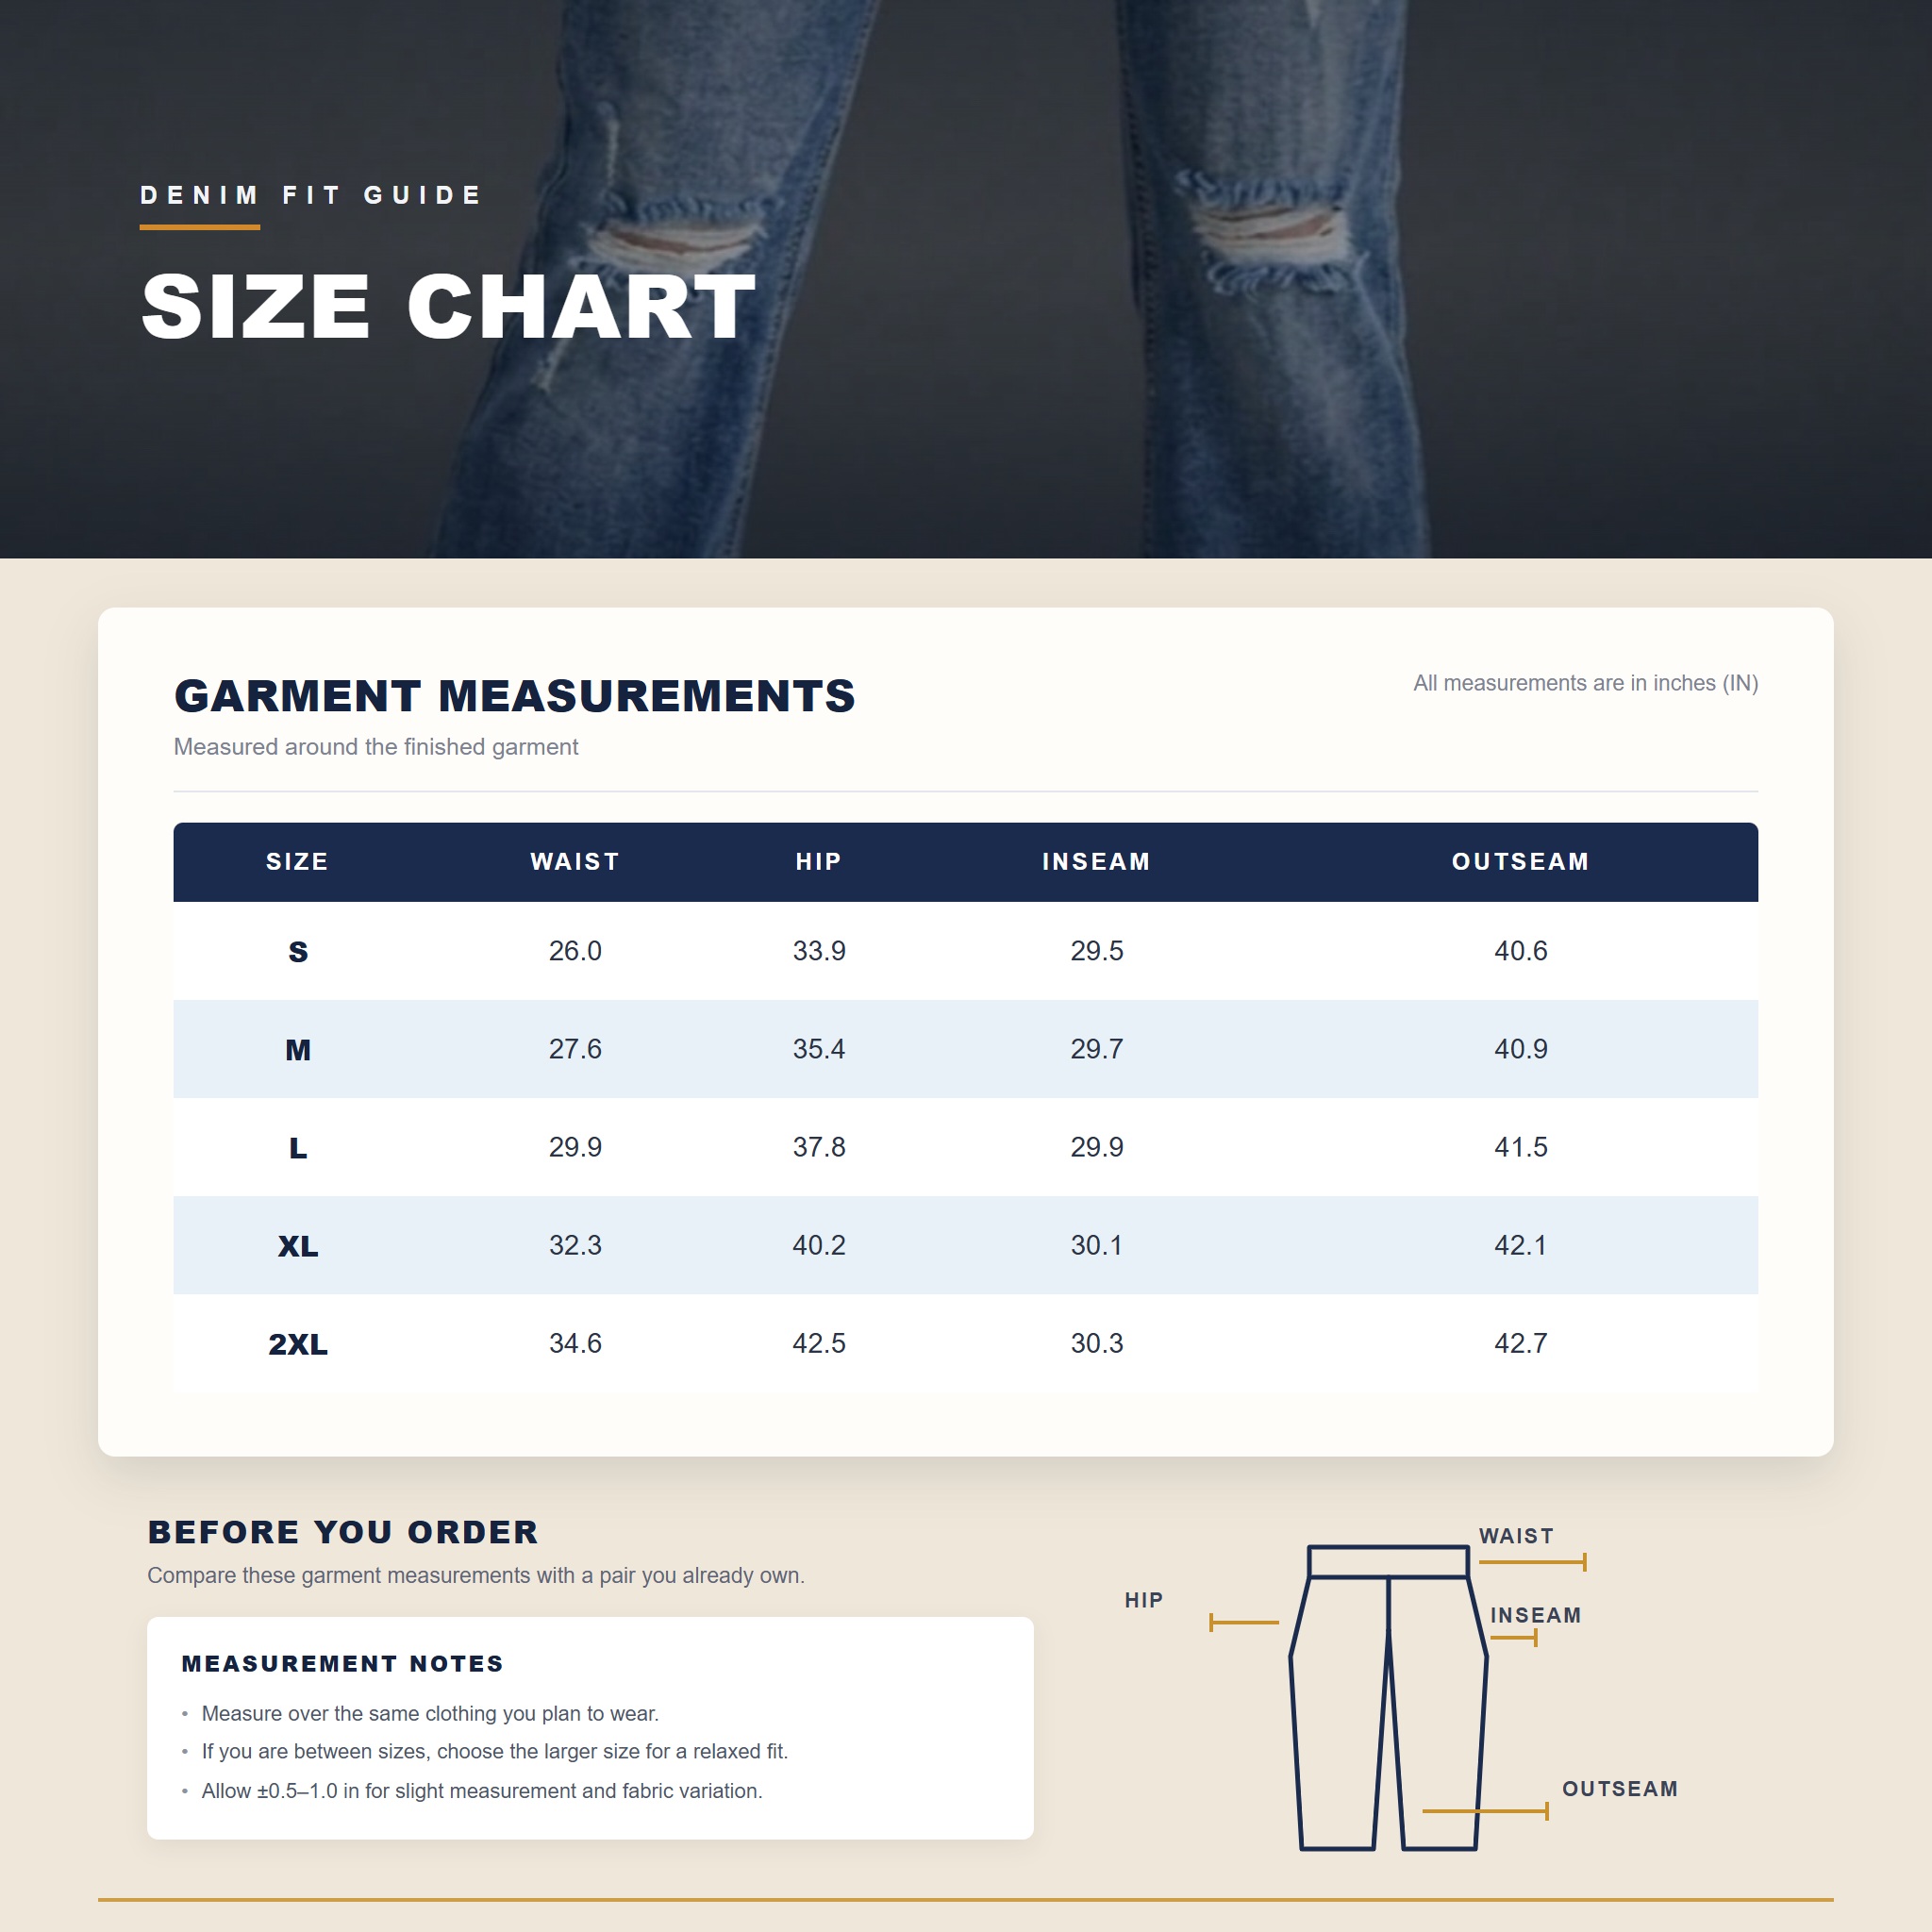 DENIM FIT GUIDE
SIZE CHART
GARMENT MEASUREMENTS
All measurements are in inches (IN)
Measured around the finished garment
SIZE WAIST HIP INSEAM OUTSEAM
S 26.0 33.9 29.5 40.6
M 27.6 35.4 29.7 40.9
L 29.9 37.8 29.9 41.5
XL 32.3 40.2 30.1 42.1
2XL 34.6 42.5 30.3 42.7
BEFORE YOU ORDER
Compare these garment measurements with a pair you already own.
MEASUREMENT NOTES
• Measure over the same clothing you plan to wear.
• If you are between sizes, choose the larger size for a relaxed fit.
• Allow ±0.5–1.0 in for slight measurement and fabric variation.
WAIST
HIP
INSEAM
OUTSEAM